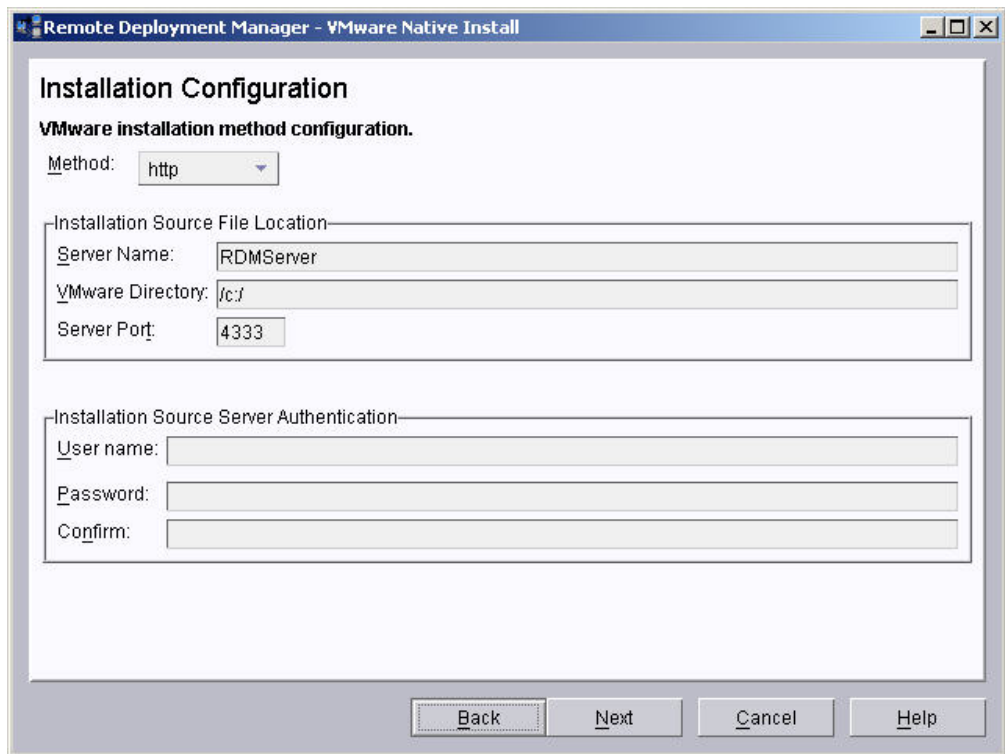 Remote Deployment Manager - VMware Native Install
Installation Configuration
VMware installation method configuration.
Method: http
Installation Source File Location
Server Name: RDMServer
VMware Directory: /c:/
Server Port: 4333
Installation Source Server Authentication
User name:
Password:
Confirm:
Back Next Cancel Help